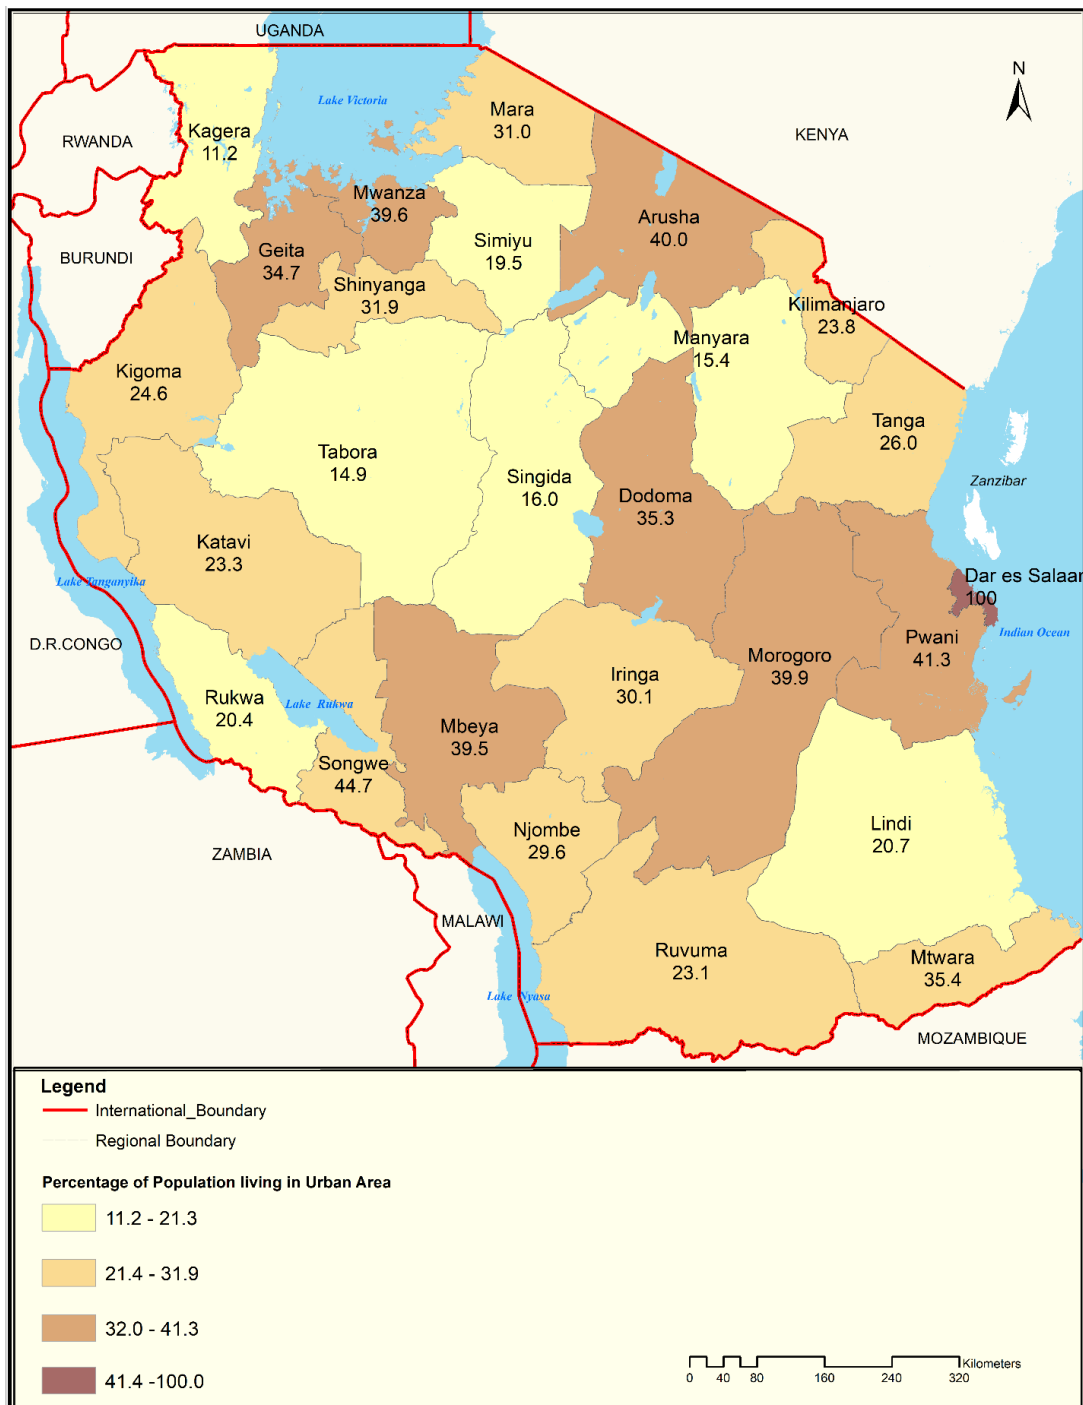 UGANDA
Lake Victoria
N
Mara
31.0
Kagera
11.2
KENYA
RWANDA
Mwanza
39.6
Arusha
40.0
Simiyu
19.5
Geita
34.7
BURUNDI
Shinyanga
31.9
Kilimanjaro
23.8
Manyara
15.4
Kigoma
24.6
Tanga
26.0
Tabora
14.9
Singida
16.0
Dodoma
35.3
Zanzibar
Katavi
23.3
Lake Tanganyika
Dar es Salaam
100
Indian Ocean
D.R.CONGO
Pwani
41.3
Morogoro
39.9
Iringa
30.1
Rukwa
20.4
Lake Rukwa
Mbeya
39.5
Songwe
44.7
Njombe
29.6
Lindi
20.7
ZAMBIA
MALAWI
Ruvuma
23.1
Mtwara
35.4
Lake Nyasa
MOZAMBIQUE
Legend
International_Boundary
Regional Boundary
Percentage of Population living in Urban Area
11.2 - 21.3
21.4 - 31.9
32.0 - 41.3
41.4 -100.0
Kilometers
0 40 80 160 240 320